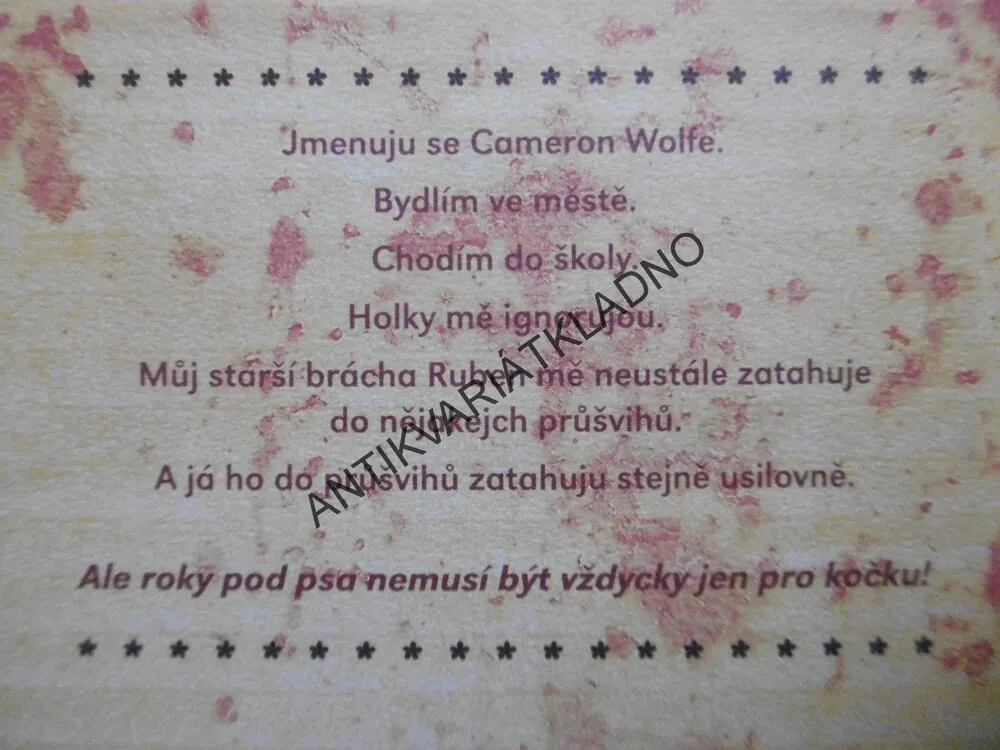 * * * * * * * * * * * * * * * * * * *
Jmenuju se Cameron Wolfe.
Bydlím ve městě.
Chodím do školy.
Holky mě ignorujou.
Můj starší brácha Ruben mě neustále zatahuje
do nějakejch průšvihů.
A já ho do průšvihů zatahuju stejně usilovně.
Ale roky pod psa nemusí být vždycky jen pro kočku!
* * * * * * * * * * * * * * * * * * *
ANTIKVARIÁTKLADNO